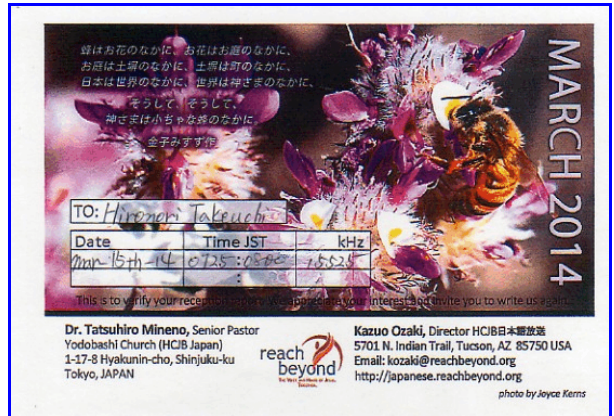 蜂はお花のなかに、お花はお庭のなかに、
お庭は土塀のなかに、土塀は町のなかに、
日本は世界のなかに、世界は神さまのなかに、
そうして、そうして、
神さまは小ちゃな蜂のなかに。
金子みすゞ作
MARCH 2014
TO: Hironori Takeuchi
Date Time JST kHz
Mar 15th-14 0725:0800 15525
:
This is to verify your reception report. We appreciate your interest and invite you to write us again.
Dr. Tatsuhiro Mineno, Senior Pastor
Yodobashi Church (HCJB Japan)
1-17-8 Hyakunin-cho, Shinjuku-ku
Tokyo, JAPAN
reach
beyond
The Voice and Hands of Jesus.
Together.
Kazuo Ozaki, Director HCJB日本語放送
5701 N. Indian Trail, Tucson, AZ 85750 USA
Email: kozaki@reachbeyond.org
http://japanese.reachbeyond.org
photo by Joyce Kerns